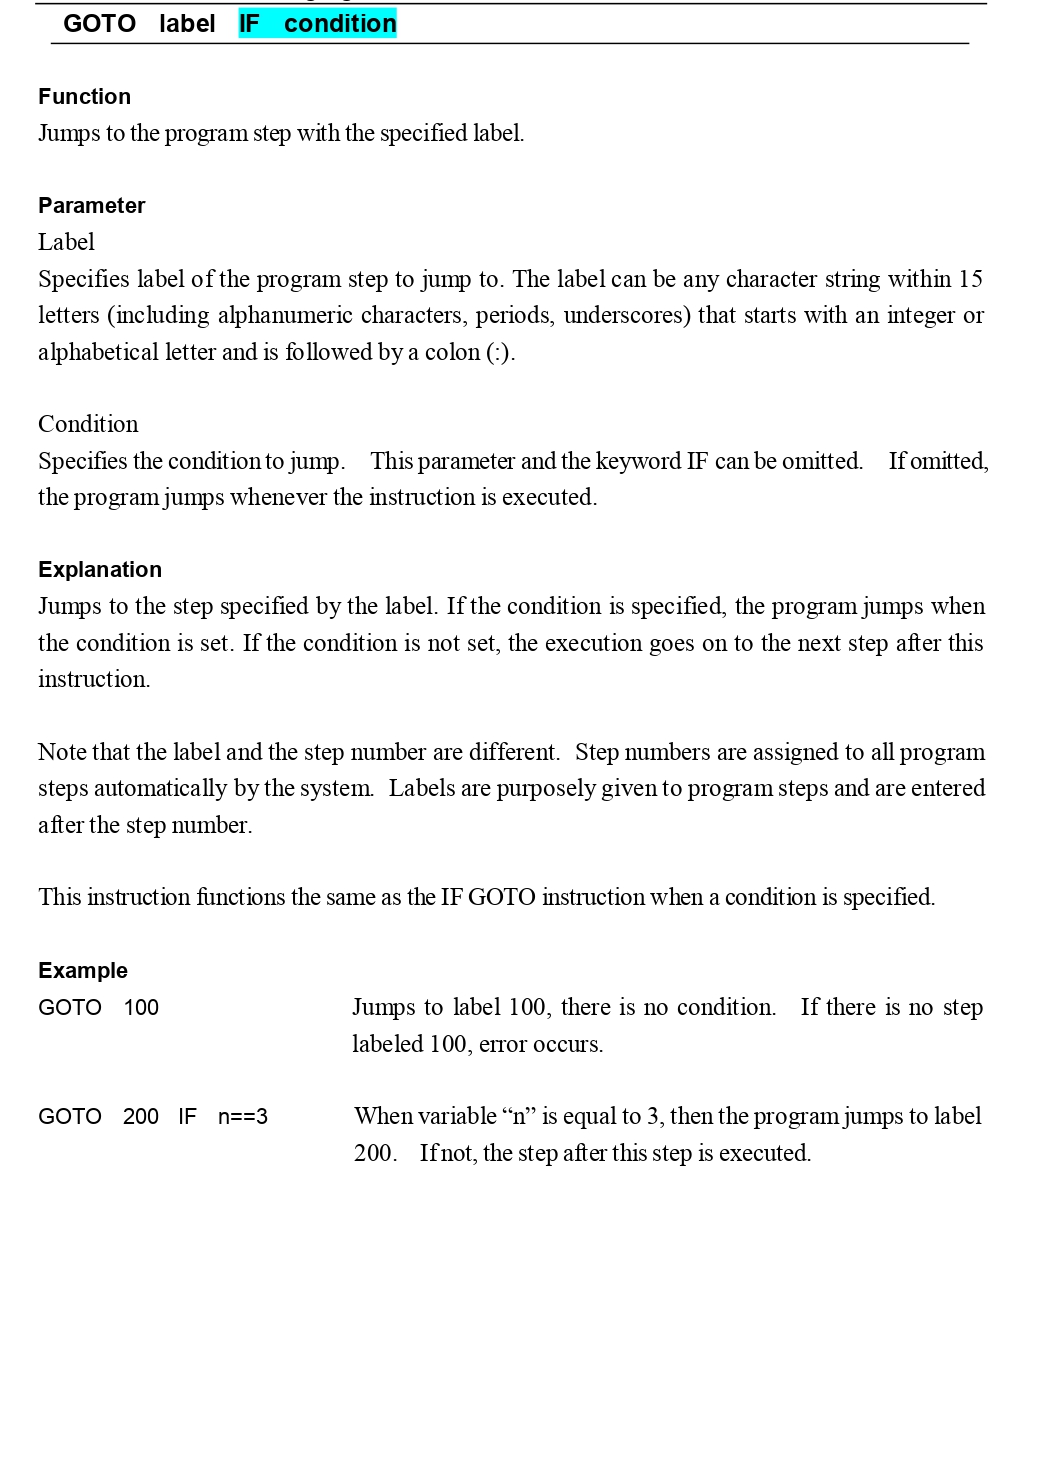 GOTO label IF condition
Function
Jumps to the program step with the specified label.
Parameter
Label
Specifies label of the program step to jump to. The label can be any character string within 15
letters (including alphanumeric characters, periods, underscores) that starts with an integer or
alphabetical letter and is followed by a colon (:).
Condition
Specifies the condition to jump. This parameter and the keyword IF can be omitted. If omitted,
the program jumps whenever the instruction is executed.
Explanation
Jumps to the step specified by the label. If the condition is specified, the program jumps when
the condition is set. If the condition is not set, the execution goes on to the next step after this
instruction.
Note that the label and the step number are different. Step numbers are assigned to all program
steps automatically by the system. Labels are purposely given to program steps and are entered
after the step number.
This instruction functions the same as the IF GOTO instruction when a condition is specified.
Example
GOTO 100 Jumps to label 100, there is no condition. If there is no step
labeled 100, error occurs.
GOTO 200 IF n==3 When variable “n” is equal to 3, then the program jumps to label
200. If not, the step after this step is executed.